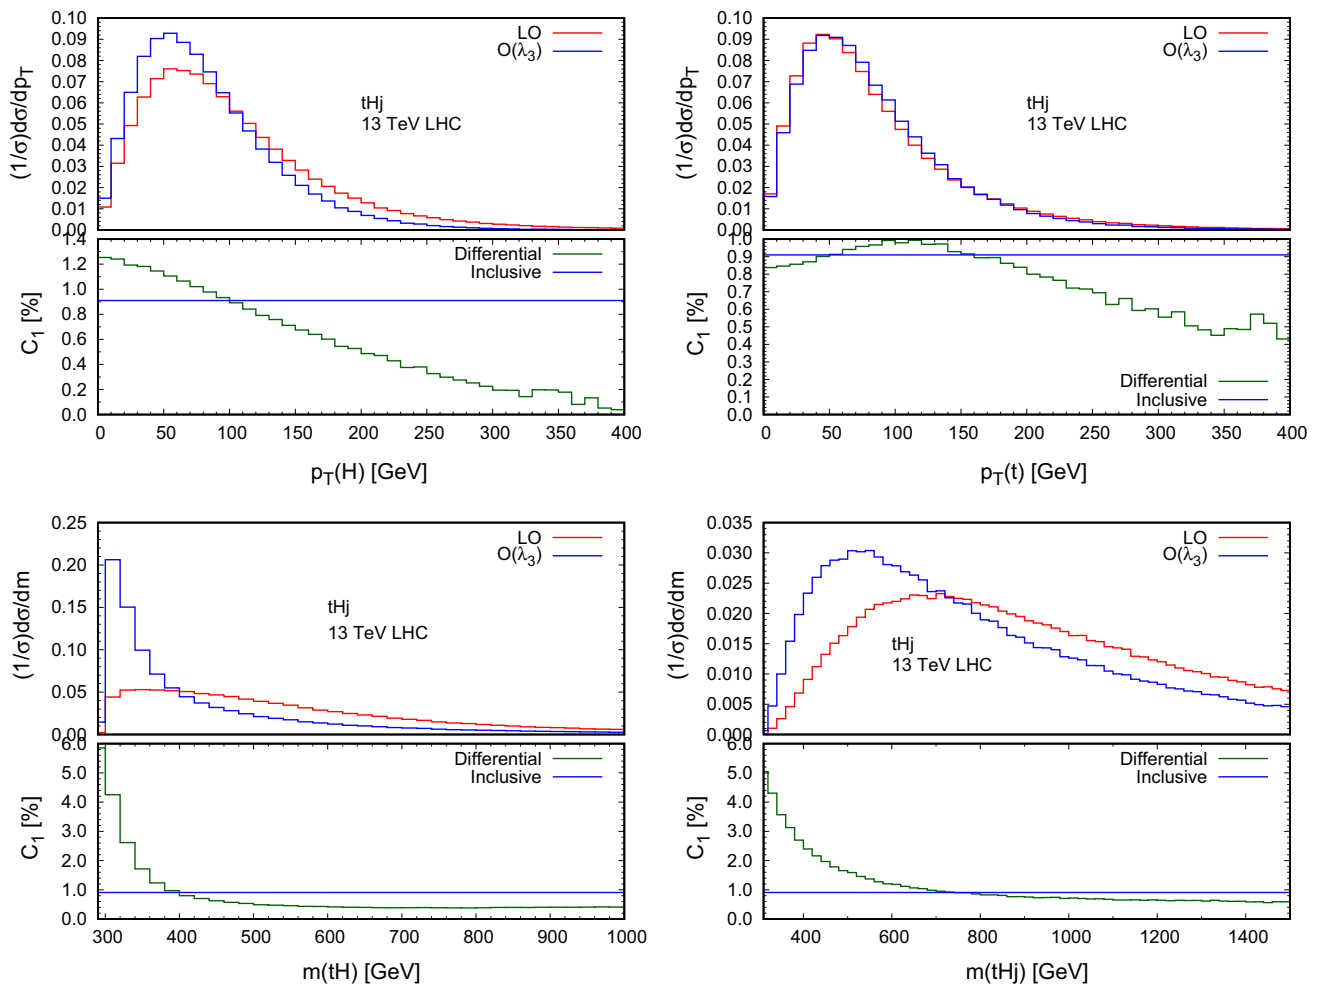 0.10
0.09
0.08
0.07
0.06
0.05
0.04
0.03
0.02
0.01
0.00
(1/σ)dσ/dp_T
LO
O(λ₃)
tHj
13 TeV LHC
1.4
1.2
1.0
0.8
0.6
0.4
0.2
0.0
C₁ [%]
Differential
Inclusive
0 50 100 150 200 250 300 350 400
p_T(H) [GeV]
0.10
0.09
0.08
0.07
0.06
0.05
0.04
0.03
0.02
0.01
0.00
(1/σ)dσ/dp_T
LO
O(λ₃)
tHj
13 TeV LHC
1.0
0.9
0.8
0.7
0.6
0.5
0.4
0.3
0.2
0.1
0.0
C₁ [%]
Differential
Inclusive
0 50 100 150 200 250 300 350 400
p_T(t) [GeV]
0.25
0.20
0.15
0.10
0.05
0.00
(1/σ)dσ/dm
LO
O(λ₃)
tHj
13 TeV LHC
6.0
5.0
4.0
3.0
2.0
1.0
0.0
C₁ [%]
Differential
Inclusive
300 400 500 600 700 800 900 1000
m(tH) [GeV]
0.035
0.030
0.025
0.020
0.015
0.010
0.005
0.000
(1/σ)dσ/dm
LO
O(λ₃)
tHj
13 TeV LHC
6.0
5.0
4.0
3.0
2.0
1.0
0.0
C₁ [%]
Differential
Inclusive
400 600 800 1000 1200 1400
m(tHj) [GeV]